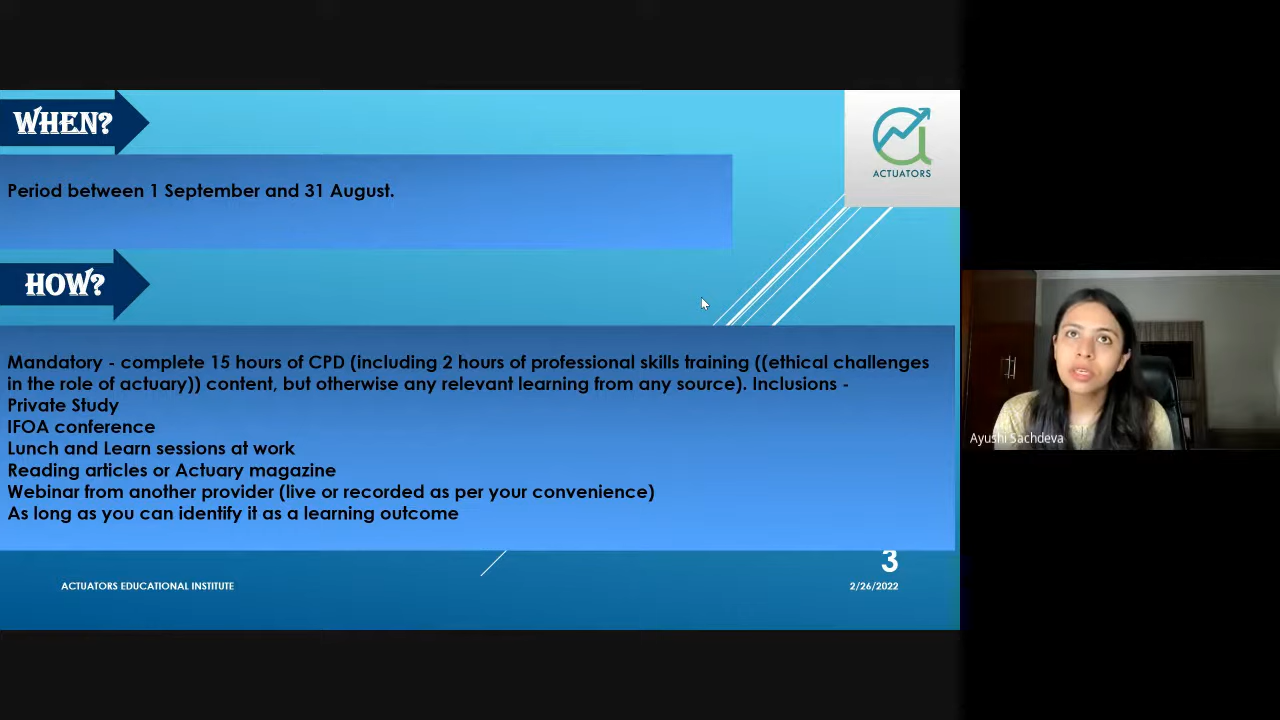 WHEN?
ACTUATORS
Period between 1 September and 31 August.
HOW?
Mandatory - complete 15 hours of CPD (including 2 hours of professional skills training ((ethical challenges
in the role of actuary)) content, but otherwise any relevant learning from any source). Inclusions -
Private Study
IFOA conference
Lunch and Learn sessions at work
Reading articles or Actuary magazine
Webinar from another provider (live or recorded as per your convenience)
As long as you can identify it as a learning outcome
Ayushi Sachdeva
3
ACTUATORS EDUCATIONAL INSTITUTE
2/26/2022